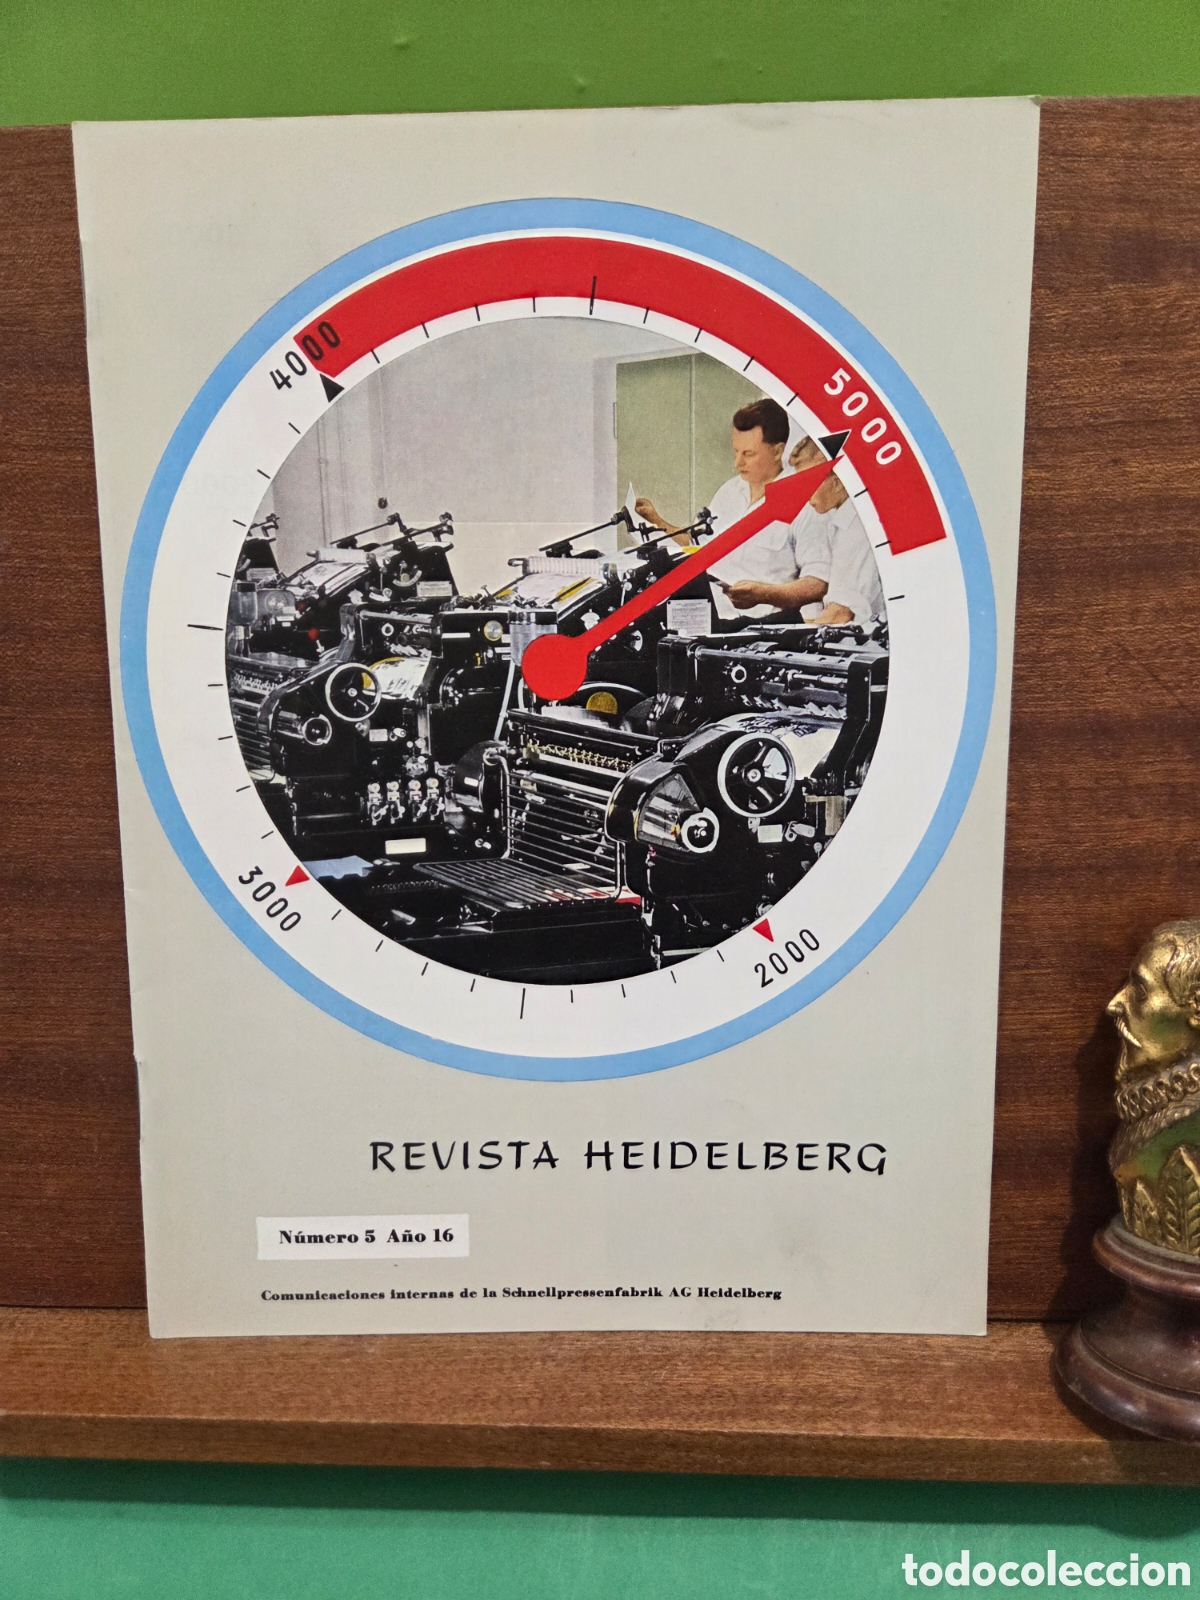 4000
5000
3000
2000
REVISTA HEIDELBERG
Número 5 Año 16
Comunicaciones internas de la Schnellpressenfabrik AG Heidelberg
todocoleccion